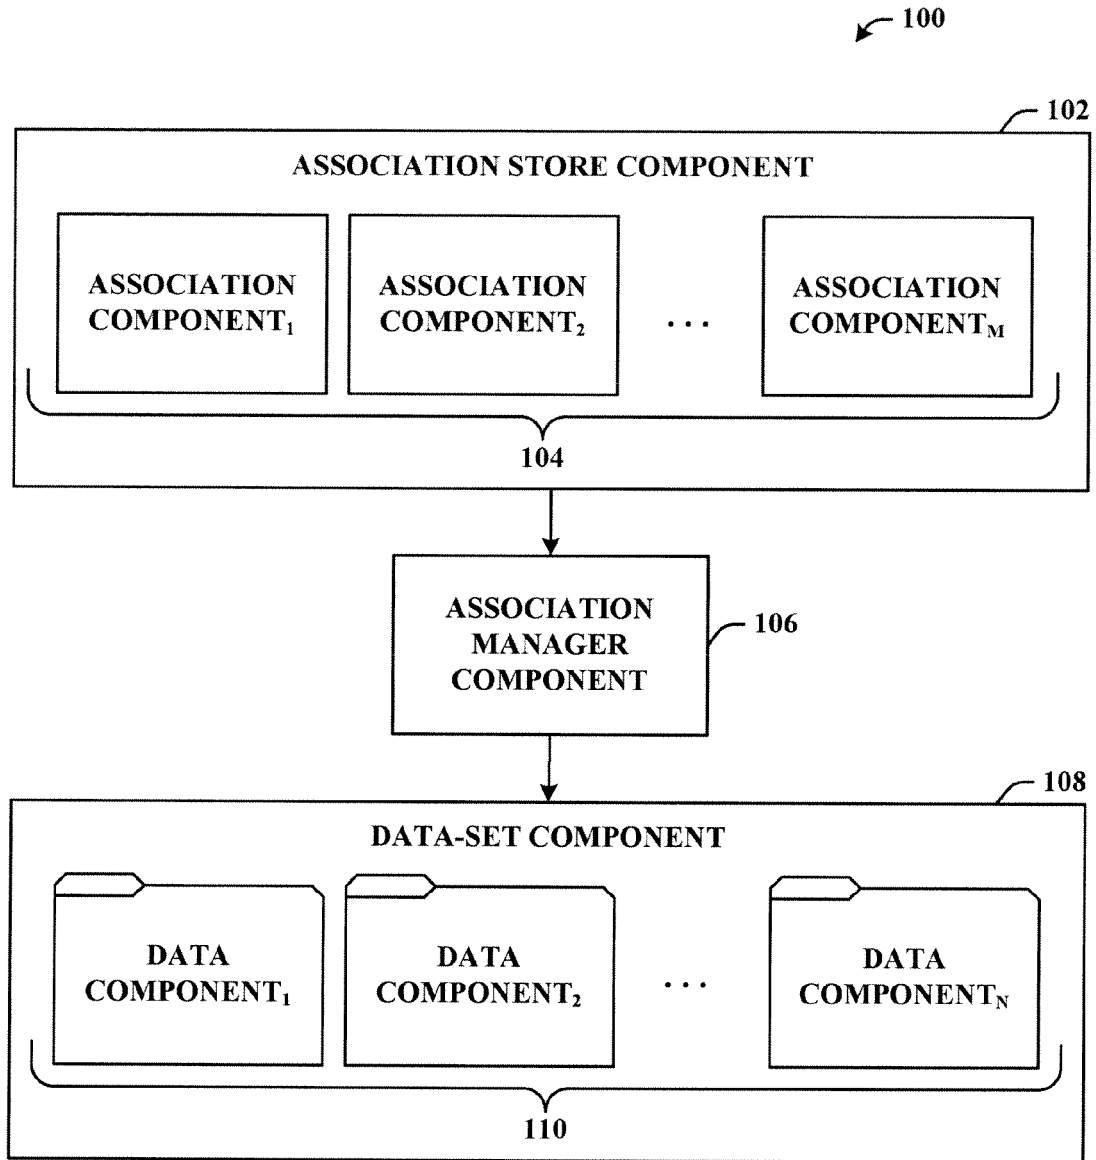 100
102
ASSOCIATION STORE COMPONENT
ASSOCIATION
COMPONENT₁
ASSOCIATION
COMPONENT₂
. . .
ASSOCIATION
COMPONENTM
104
ASSOCIATION
MANAGER
COMPONENT
106
108
DATA-SET COMPONENT
DATA
COMPONENT₁
DATA
COMPONENT₂
. . .
DATA
COMPONENTN
110